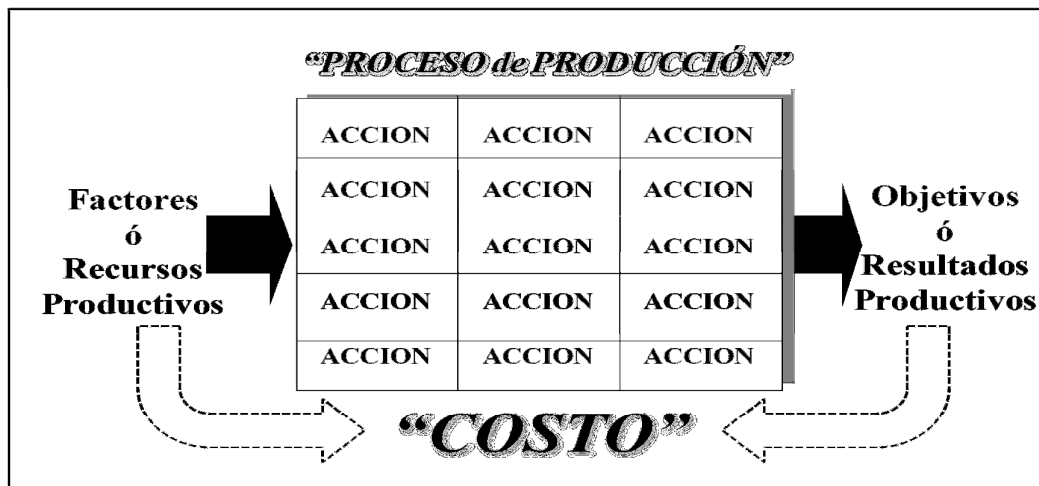 “PROCESO de PRODUCCIÓN”
Factores
ó
Recursos
Productivos
ACCION ACCION ACCION
ACCION ACCION ACCION
ACCION ACCION ACCION
ACCION ACCION ACCION
ACCION ACCION ACCION
Objetivos
ó
Resultados
Productivos
“COSTO”